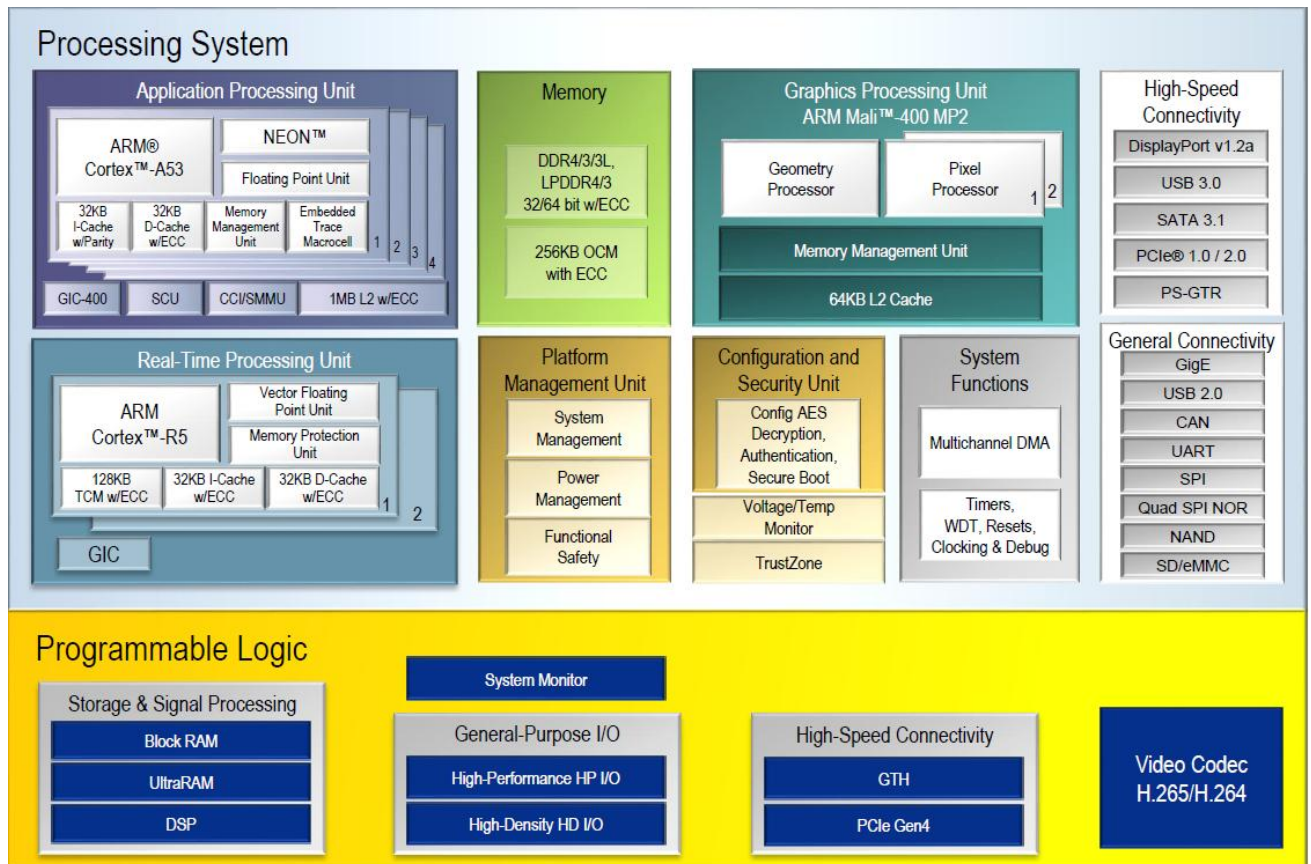 Processing System
Application Processing Unit
ARM®
Cortex™-A53
NEON™
Floating Point Unit
32KB
I-Cache
w/Parity
32KB
D-Cache
w/ECC
Memory
Management
Unit
Embedded
Trace
Macrocell
1
2
3
4
GIC-400
SCU
CCI/SMMU
1MB L2 w/ECC
Memory
DDR4/3/3L,
LPDDR4/3
32/64 bit w/ECC
256KB OCM
with ECC
Graphics Processing Unit
ARM Mali™-400 MP2
Geometry
Processor
Pixel
Processor
1
2
Memory Management Unit
64KB L2 Cache
High-Speed
Connectivity
DisplayPort v1.2a
USB 3.0
SATA 3.1
PCIe® 1.0 / 2.0
PS-GTR
Real-Time Processing Unit
ARM
Cortex™-R5
Vector Floating
Point Unit
Memory Protection
Unit
128KB
TCM w/ECC
32KB I-Cache
w/ECC
32KB D-Cache
w/ECC
1
2
GIC
Platform
Management Unit
System
Management
Power
Management
Functional
Safety
Configuration and
Security Unit
Config AES
Decryption,
Authentication,
Secure Boot
Voltage/Temp
Monitor
TrustZone
System
Functions
Multichannel DMA
Timers,
WDT, Resets,
Clocking & Debug
General Connectivity
GigE
USB 2.0
CAN
UART
SPI
Quad SPI NOR
NAND
SD/eMMC
Programmable Logic
Storage & Signal Processing
Block RAM
UltraRAM
DSP
System Monitor
General-Purpose I/O
High-Performance HP I/O
High-Density HD I/O
High-Speed Connectivity
GTH
PCIe Gen4
Video Codec
H.265/H.264